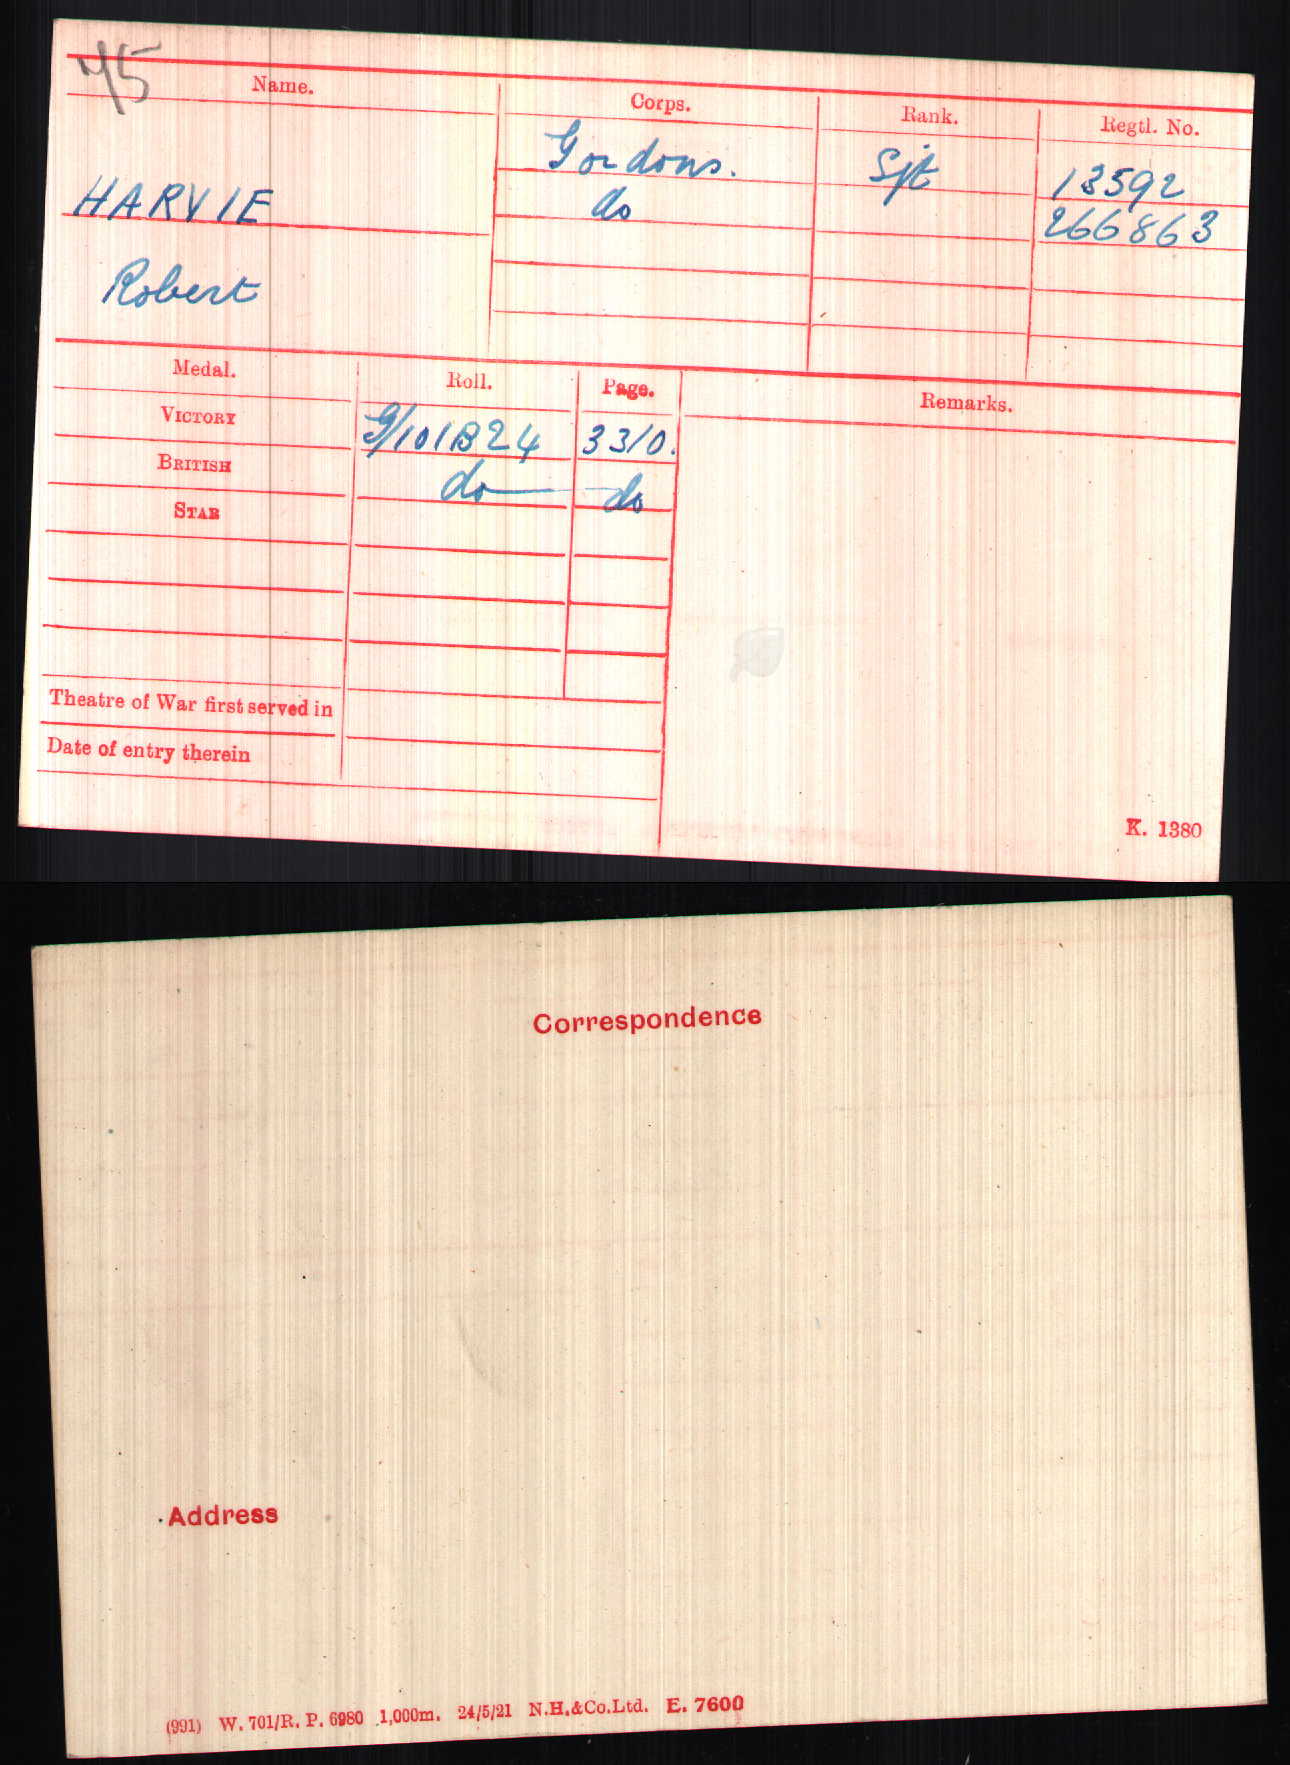 45
Name. Corps. Rank. Regtl. No.
Gordons. Sjt 13592
HARVIE do 266863
Robert
Medal. Roll. Page. Remarks.
VICTORY G/101B24 3310.
BRITISH do do
STAR
Theatre of War first served in
Date of entry therein
K. 1380
Correspondence
Address
(991) W. 701/R. P. 6980 1,000m. 24/5/21 N.H.&Co.Ltd. E. 7600